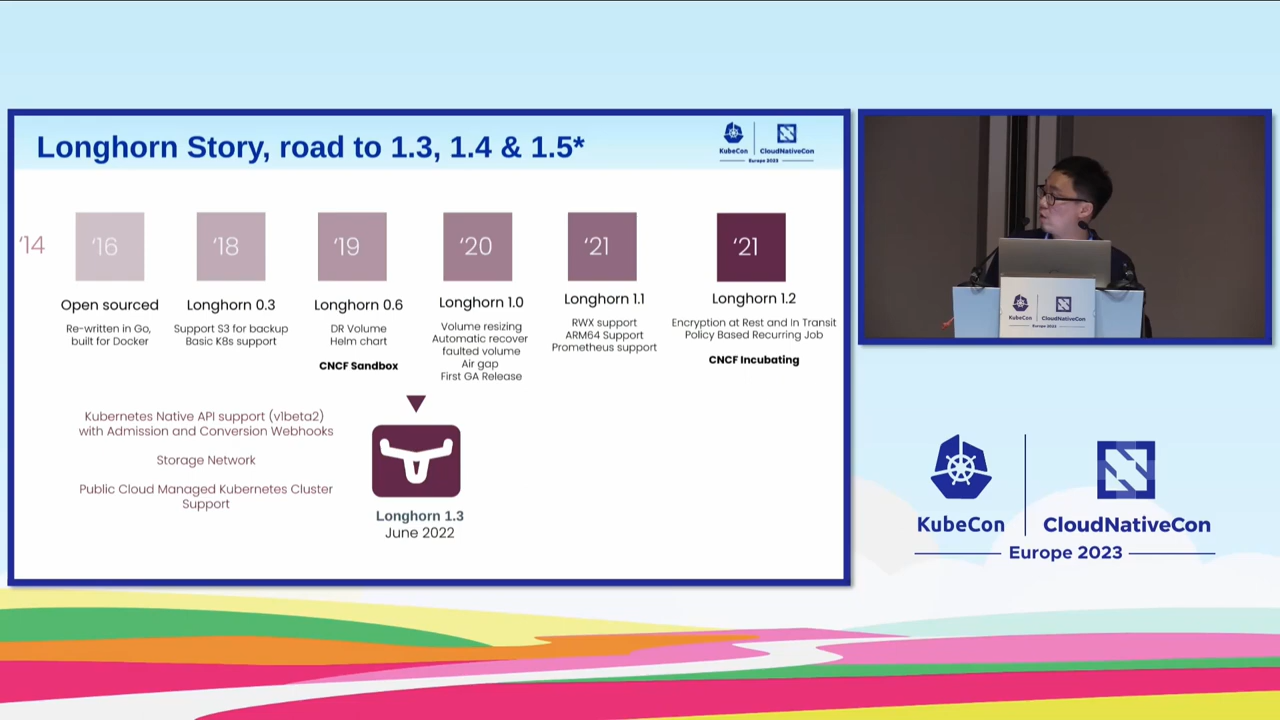 Longhorn Story, road to 1.3, 1.4 & 1.5*
KubeCon
CloudNativeCon
Europe 2023
'14
'16
'18
'19
'20
'21
'21
Open sourced
Re-written in Go,
built for Docker
Longhorn 0.3
Support S3 for backup
Basic K8s support
Longhorn 0.6
DR Volume
Helm chart
CNCF Sandbox
Longhorn 1.0
Volume resizing
Automatic recover
faulted volume
Air gap
First GA Release
Longhorn 1.1
RWX support
ARM64 Support
Prometheus support
Longhorn 1.2
Encryption at Rest and In Transit
Policy Based Recurring Job
CNCF Incubating
Kubernetes Native API support (v1beta2)
with Admission and Conversion Webhooks
Storage Network
Public Cloud Managed Kubernetes Cluster
Support
Longhorn 1.3
June 2022
KubeCon
CloudNativeCon
Europe 2023
KubeCon
CloudNativeCon
Europe 2023